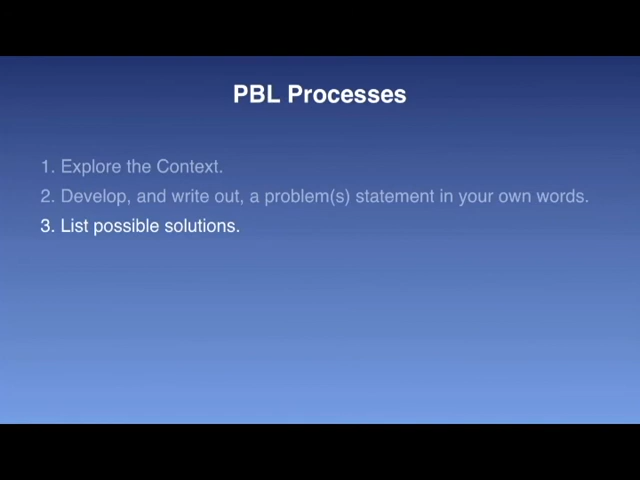 PBL Processes
1. Explore the Context.
2. Develop, and write out, a problem(s) statement in your own words.
3. List possible solutions.